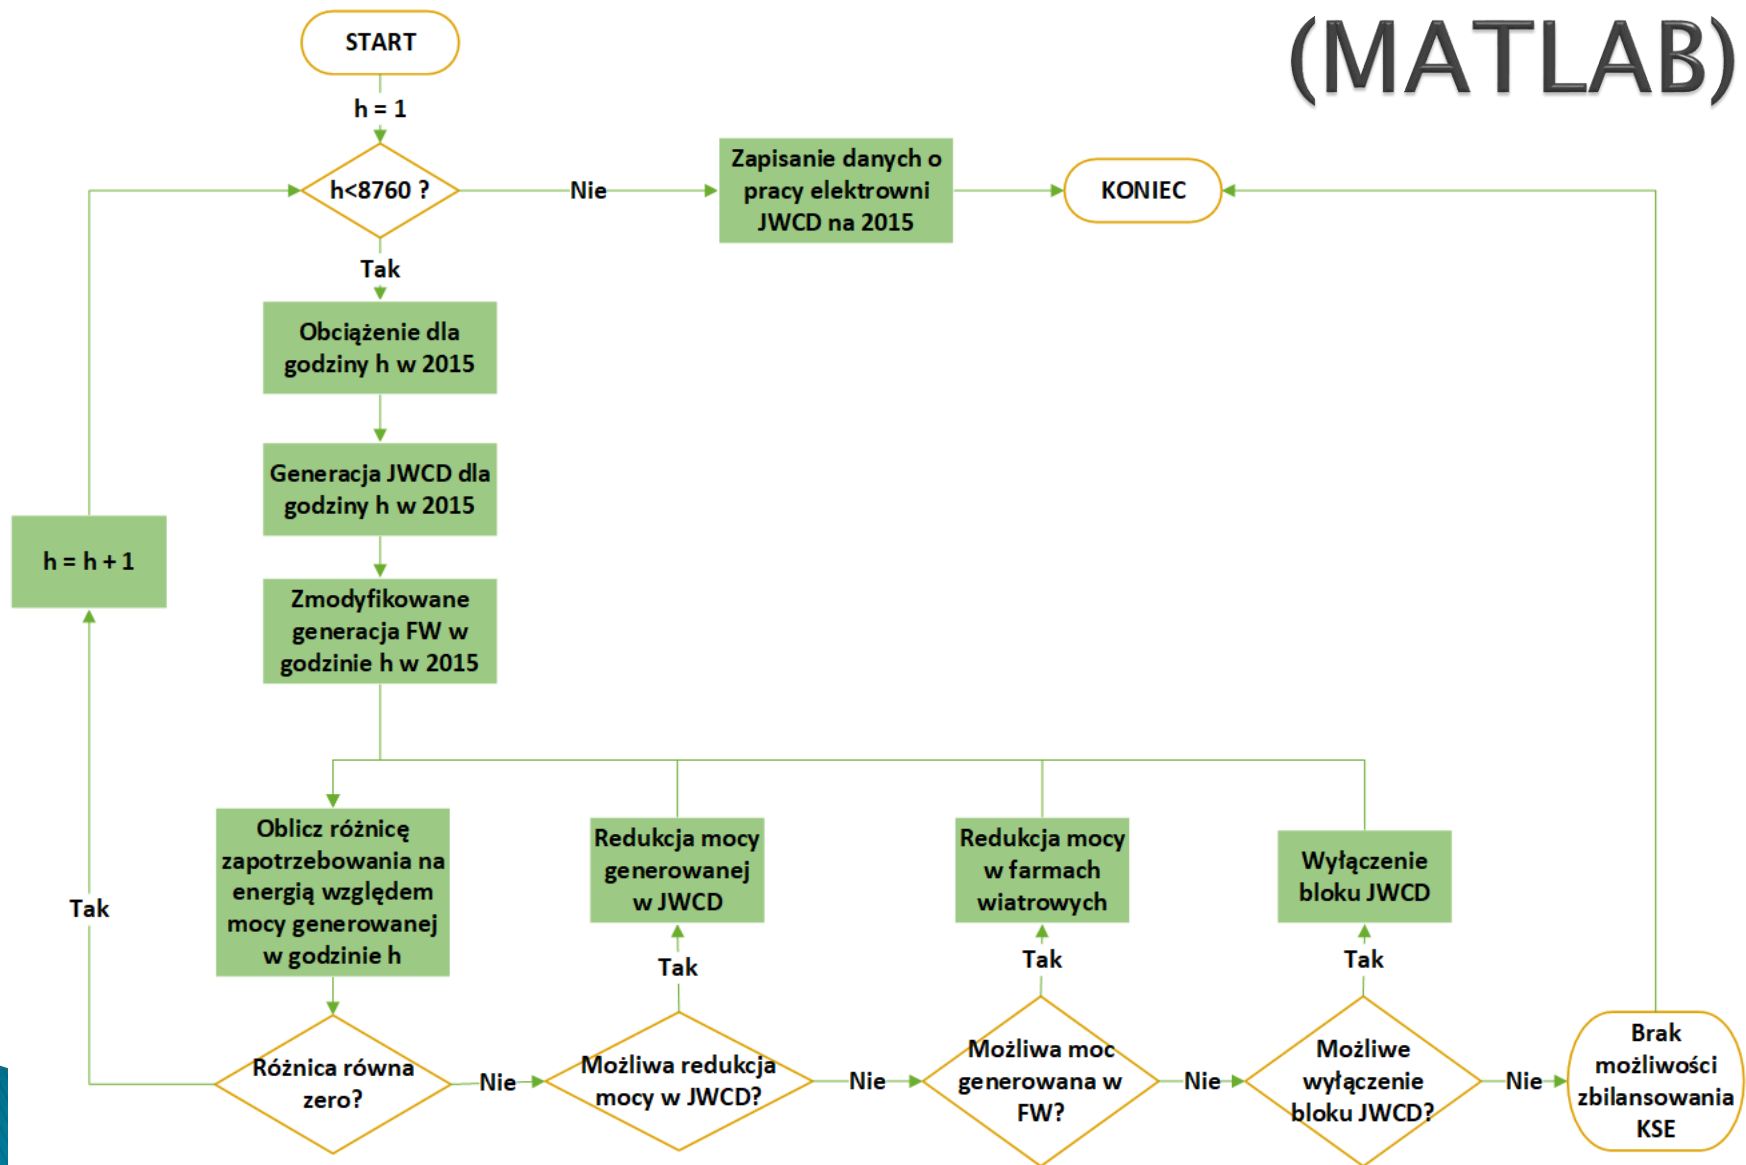 (MATLAB)
START
h = 1
h<8760 ?
Nie
Zapisanie danych o
pracy elektrowni
JWCD na 2015
KONIEC
Tak
Obciążenie dla
godziny h w 2015
Generacja JWCD dla
godziny h w 2015
h = h + 1
Zmodyfikowane
generacja FW w
godzinie h w 2015
Oblicz różnicę
zapotrzebowania na
energią względem
mocy generowanej
w godzinie h
Redukcja mocy
generowanej
w JWCD
Redukcja mocy
w farmach
wiatrowych
Wyłączenie
bloku JWCD
Tak
Tak
Tak
Tak
Różnica równa
zero?
Nie
Możliwa redukcja
mocy w JWCD?
Nie
Możliwa moc
generowana w
FW?
Nie
Możliwe
wyłączenie
bloku JWCD?
Nie
Brak
możliwości
zbilansowania
KSE